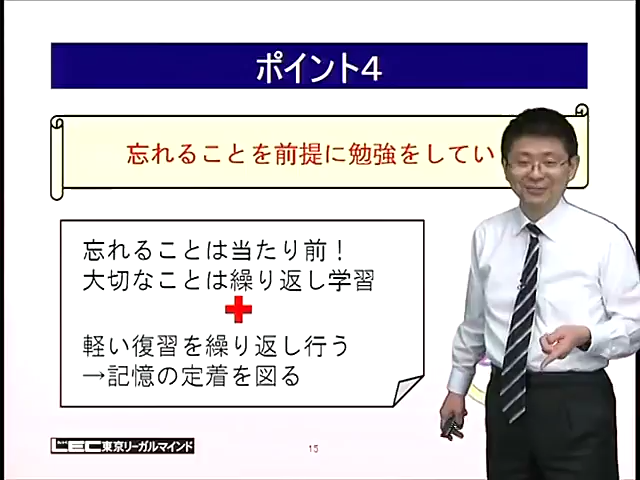 ポイント4
忘れることを前提に勉強をしてい
忘れることは当たり前！
大切なことは繰り返し学習
軽い復習を繰り返し行う
→記憶の定着を図る
LEC東京リーガルマインド
15